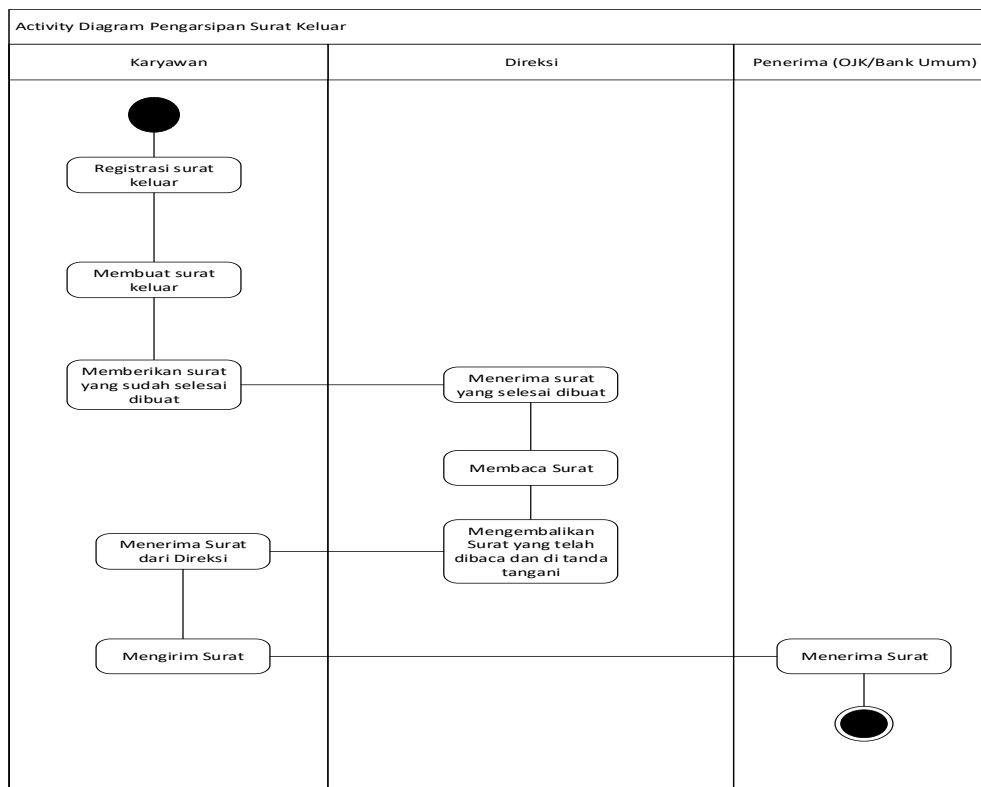 Activity Diagram Pengarsipan Surat Keluar
Karyawan
Direksi
Penerima (OJK/Bank Umum)
Registrasi surat
keluar
Membuat surat
keluar
Memberikan surat
yang sudah selesai
dibuat
Menerima surat
yang selesai dibuat
Membaca Surat
Mengembalikan
Surat yang telah
dibaca dan di tanda
tangani
Menerima Surat
dari Direksi
Mengirim Surat
Menerima Surat